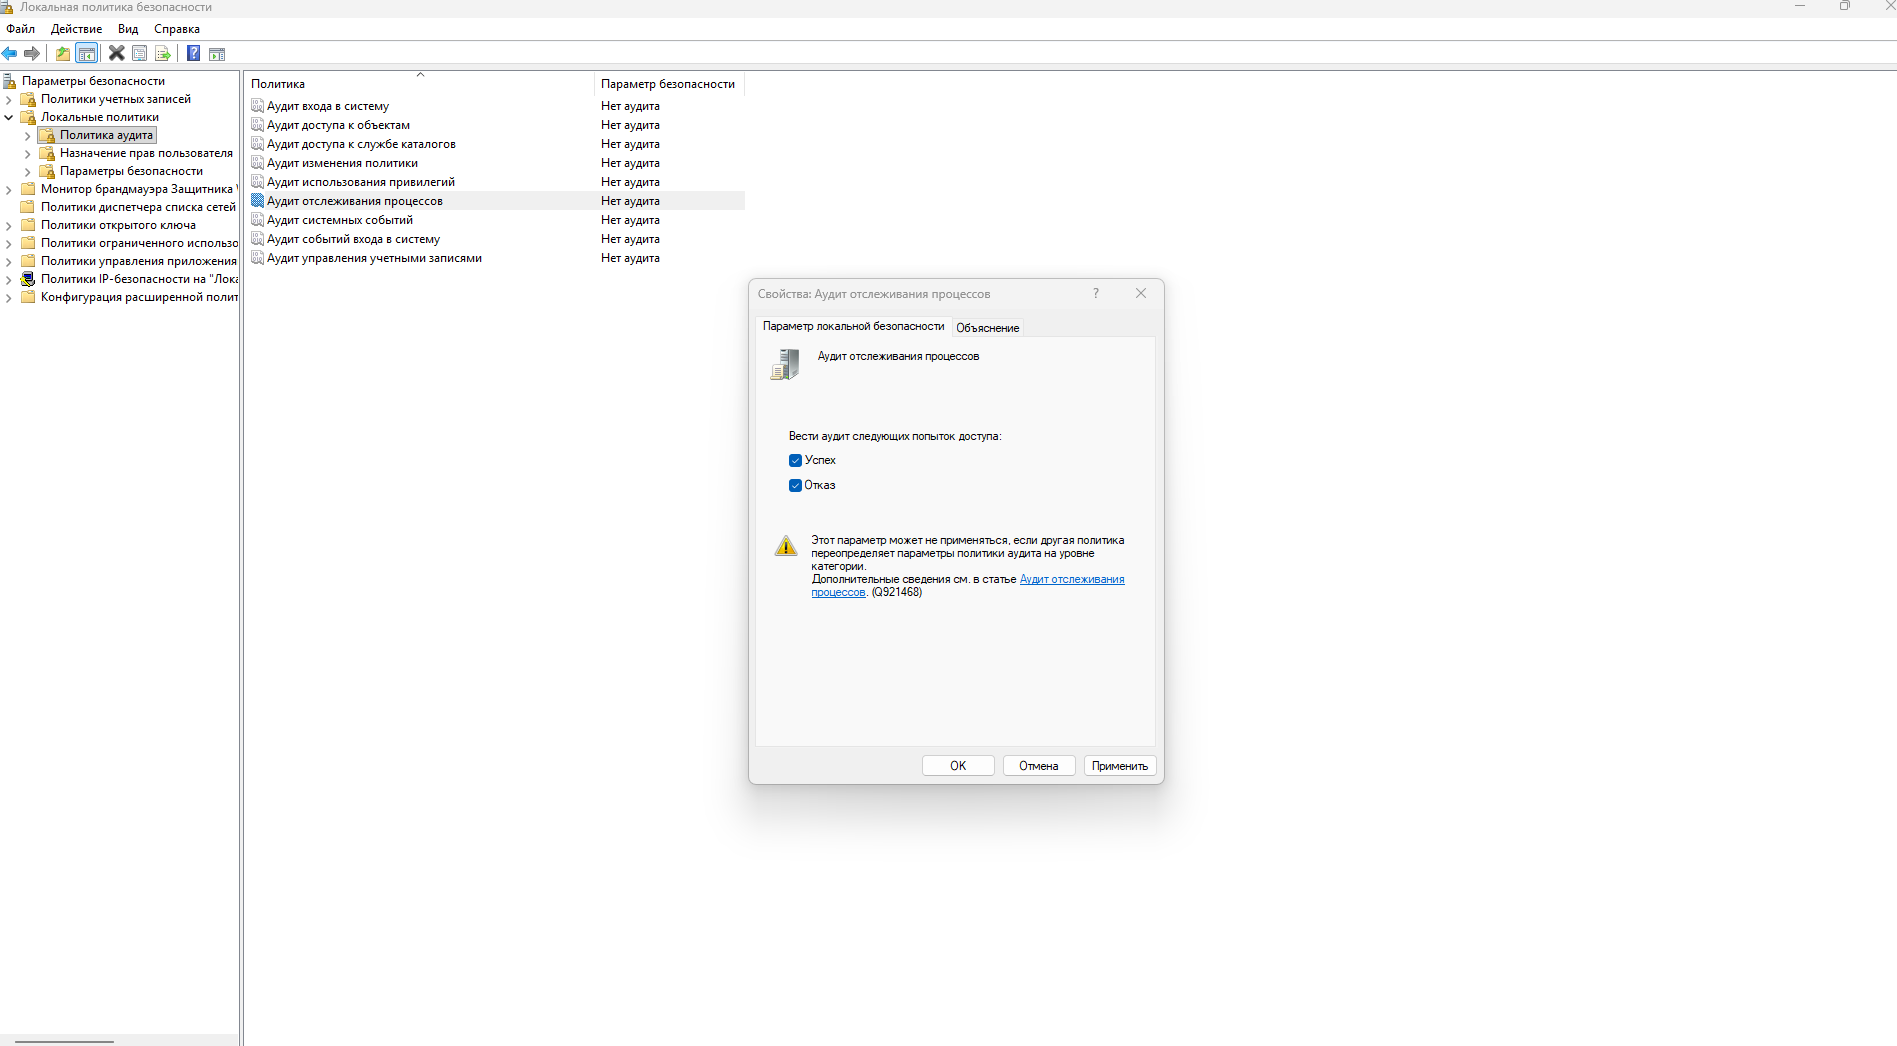 Локальная политика безопасности
Файл Действие Вид Справка
Параметры безопасности
Политики учетных записей
Локальные политики
Политика аудита
Назначение прав пользователя
Параметры безопасности
Монитор брандмауэра Защитника
Политики диспетчера списка сетей
Политики открытого ключа
Политики ограниченного использо
Политики управления приложения
Политики IP-безопасности на "Лока
Конфигурация расширенной полит
Политика Параметр безопасности
Аудит входа в систему Нет аудита
Аудит доступа к объектам Нет аудита
Аудит доступа к службе каталогов Нет аудита
Аудит изменения политики Нет аудита
Аудит использования привилегий Нет аудита
Аудит отслеживания процессов Нет аудита
Аудит системных событий Нет аудита
Аудит событий входа в систему Нет аудита
Аудит управления учетными записями Нет аудита
Свойства: Аудит отслеживания процессов ?
Параметр локальной безопасности Объяснение
Аудит отслеживания процессов
Вести аудит следующих попыток доступа:
Успех
Отказ
Этот параметр может не применяться, если другая политика
переопределяет параметры политики аудита на уровне
категории.
Дополнительные сведения см. в статье Аудит отслеживания
процессов. (Q921468)
OK Отмена Применить